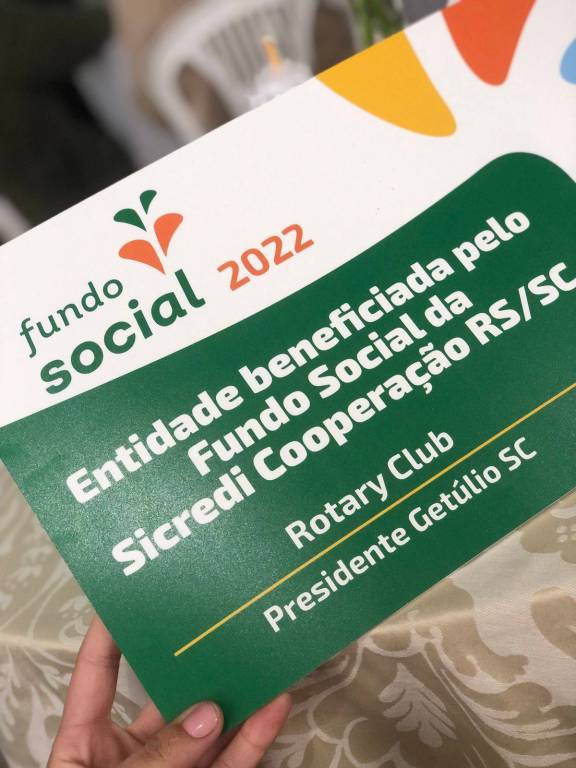 fundo
social 2022
Entidade beneficiada pelo
Fundo Social da
Sicredi Cooperação RS/SC
Rotary Club
Presidente Getúlio SC